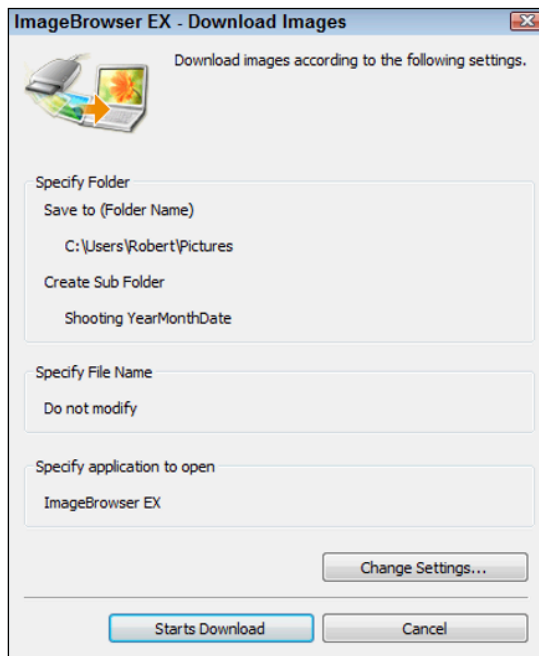 ImageBrowser EX - Download Images
Download images according to the following settings.
Specify Folder
Save to (Folder Name)
C:\Users\Robert\Pictures
Create Sub Folder
Shooting YearMonthDate
Specify File Name
Do not modify
Specify application to open
ImageBrowser EX
Change Settings...
Starts Download
Cancel